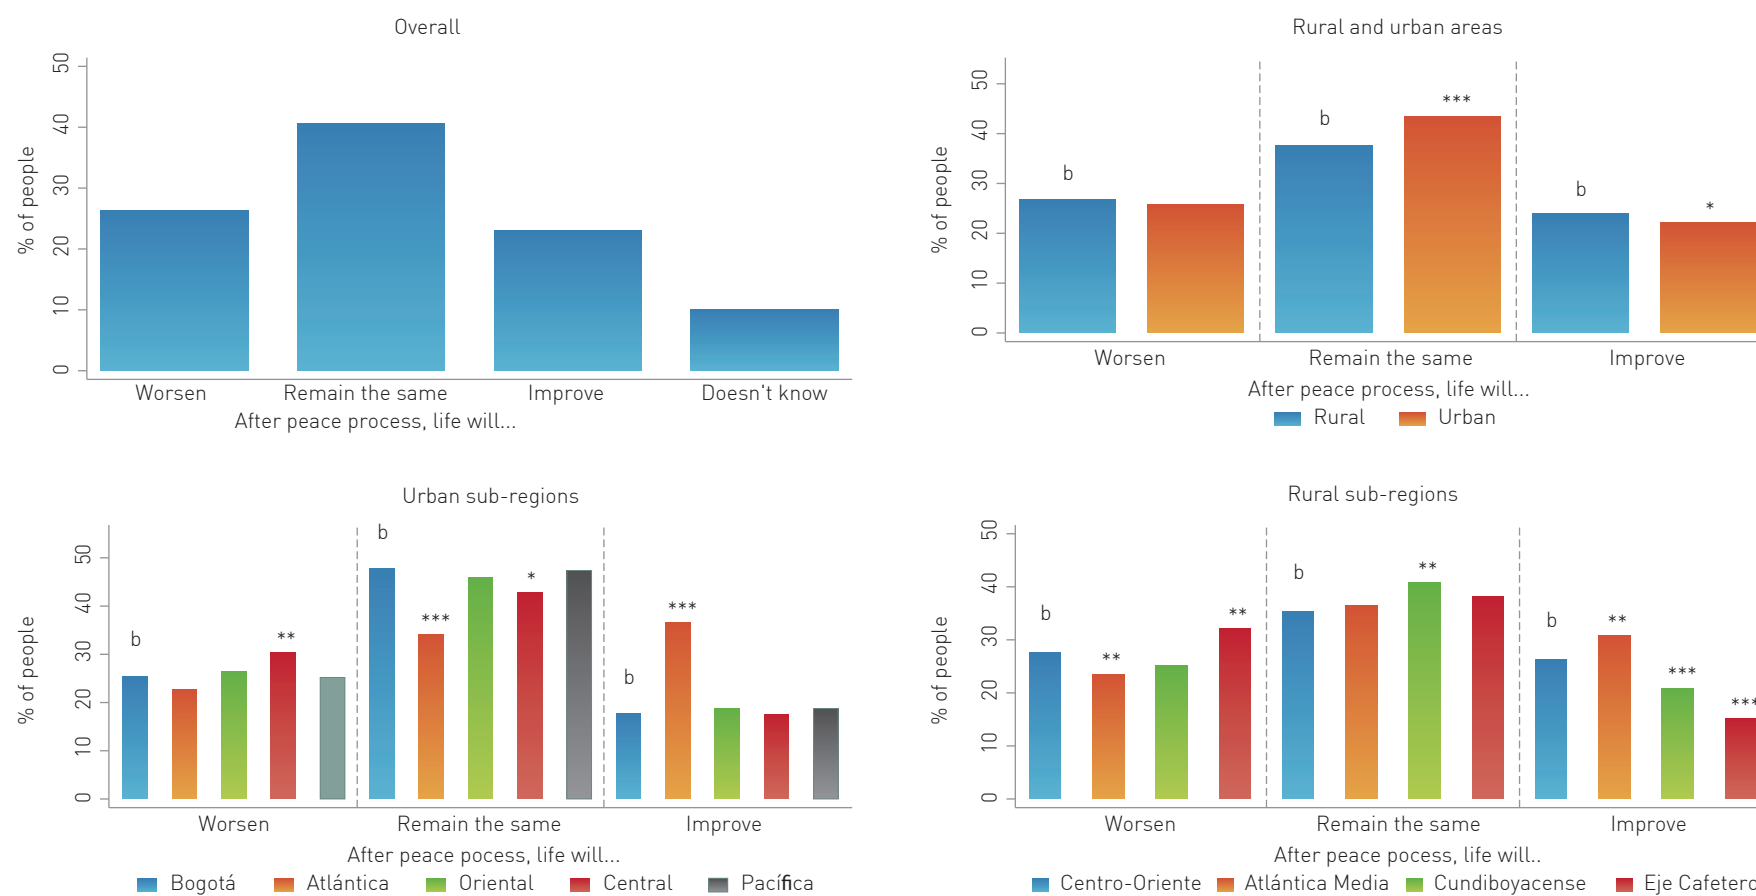 Overall
% of people
50
40
30
20
10
0
Worsen Remain the same Improve Doesn't know
After peace process, life will...
Rural and urban areas
% of people
50
40
30
20
10
0
b
b
***
b
*
Worsen Remain the same Improve
After peace process, life will...
Rural Urban
Urban sub-regions
% of people
50
40
30
20
10
0
b
**
b
***
*
b
***
Worsen Remain the same Improve
After peace pocess, life will...
Bogotá Atlántica Oriental Central Pacífica
Rural sub-regions
% of people
50
40
30
20
10
0
b
**
**
b
**
b
**
***
***
Worsen Remain the same Improve
After peace pocess, life will..
Centro-Oriente Atlántica Media Cundiboyacense Eje Cafetero